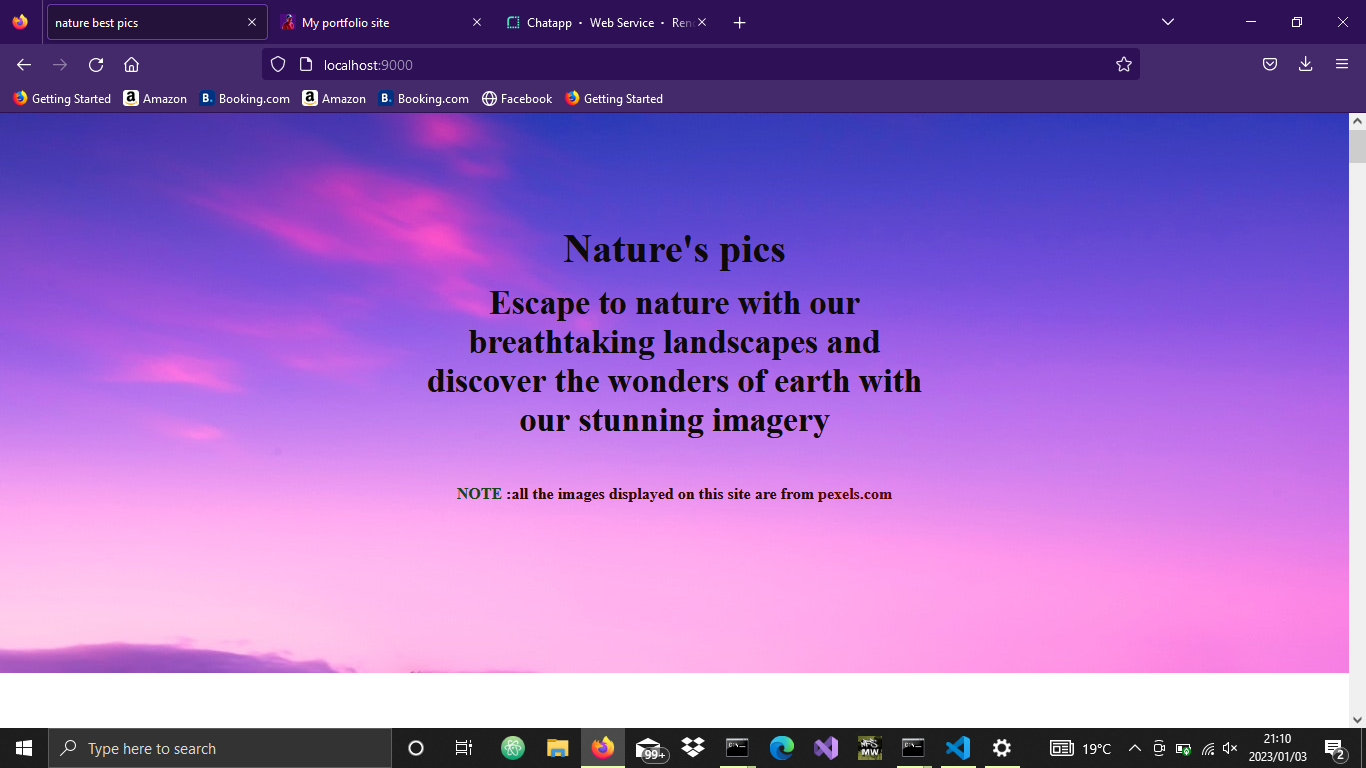 nature best pics
My portfolio site
Chatapp · Web Service · Ren
localhost:9000
Getting Started
Amazon
Booking.com
Amazon
Booking.com
Facebook
Getting Started
Nature's pics
Escape to nature with our
breathtaking landscapes and
discover the wonders of earth with
our stunning imagery
NOTE :all the images displayed on this site are from pexels.com
Type here to search
99+
19°C
21:10
2023/01/03
2